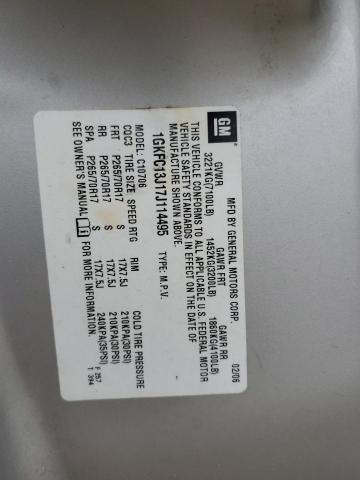 GM
MFD BY GENERAL MOTORS CORP. 02/06
GVWR GAWR FRT GAWR RR
3221KG(7100LB) 1452KG(3200LB) 1860KG(4100LB)
THIS VEHICLE CONFORMS TO ALL APPLICABLE U.S. FEDERAL MOTOR
VEHICLE SAFETY STANDARDS IN EFFECT ON THE DATE OF
MANUFACTURE SHOWN ABOVE.
1GKFC13J17J114495 TYPE: M.P.V.
MODEL: C10706
CQC3 TIRE SIZE SPEED RTG RIM COLD TIRE PRESSURE
FRT P265/70R17 S 17X7.5J 210KPA(30PSI)
RR P265/70R17 S 17X7.5J 210KPA(30PSI)
SPA P265/70R17 S 17X7.5J 240KPA(35PSI)
SEE OWNER'S MANUAL FOR MORE INFORMATION.
F 257
T 394